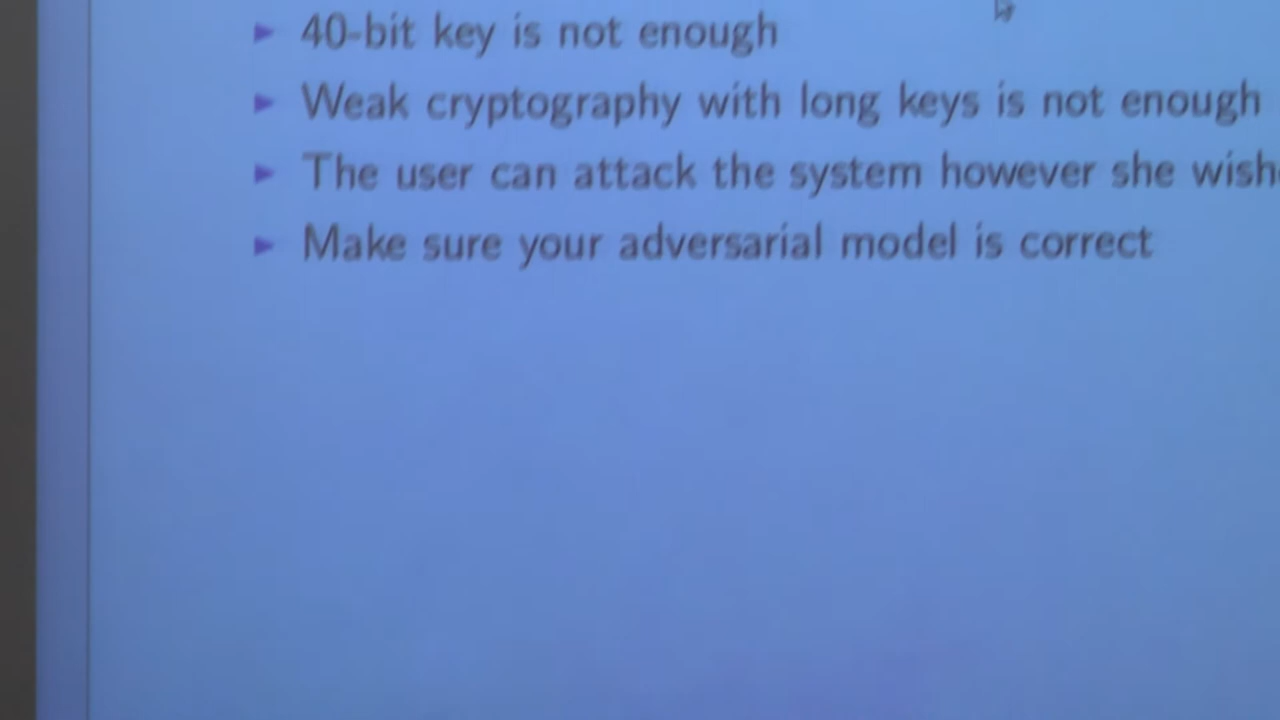 40-bit key is not enough
Weak cryptography with long keys is not enough
The user can attack the system however she
Make sure your adversarial model is correct